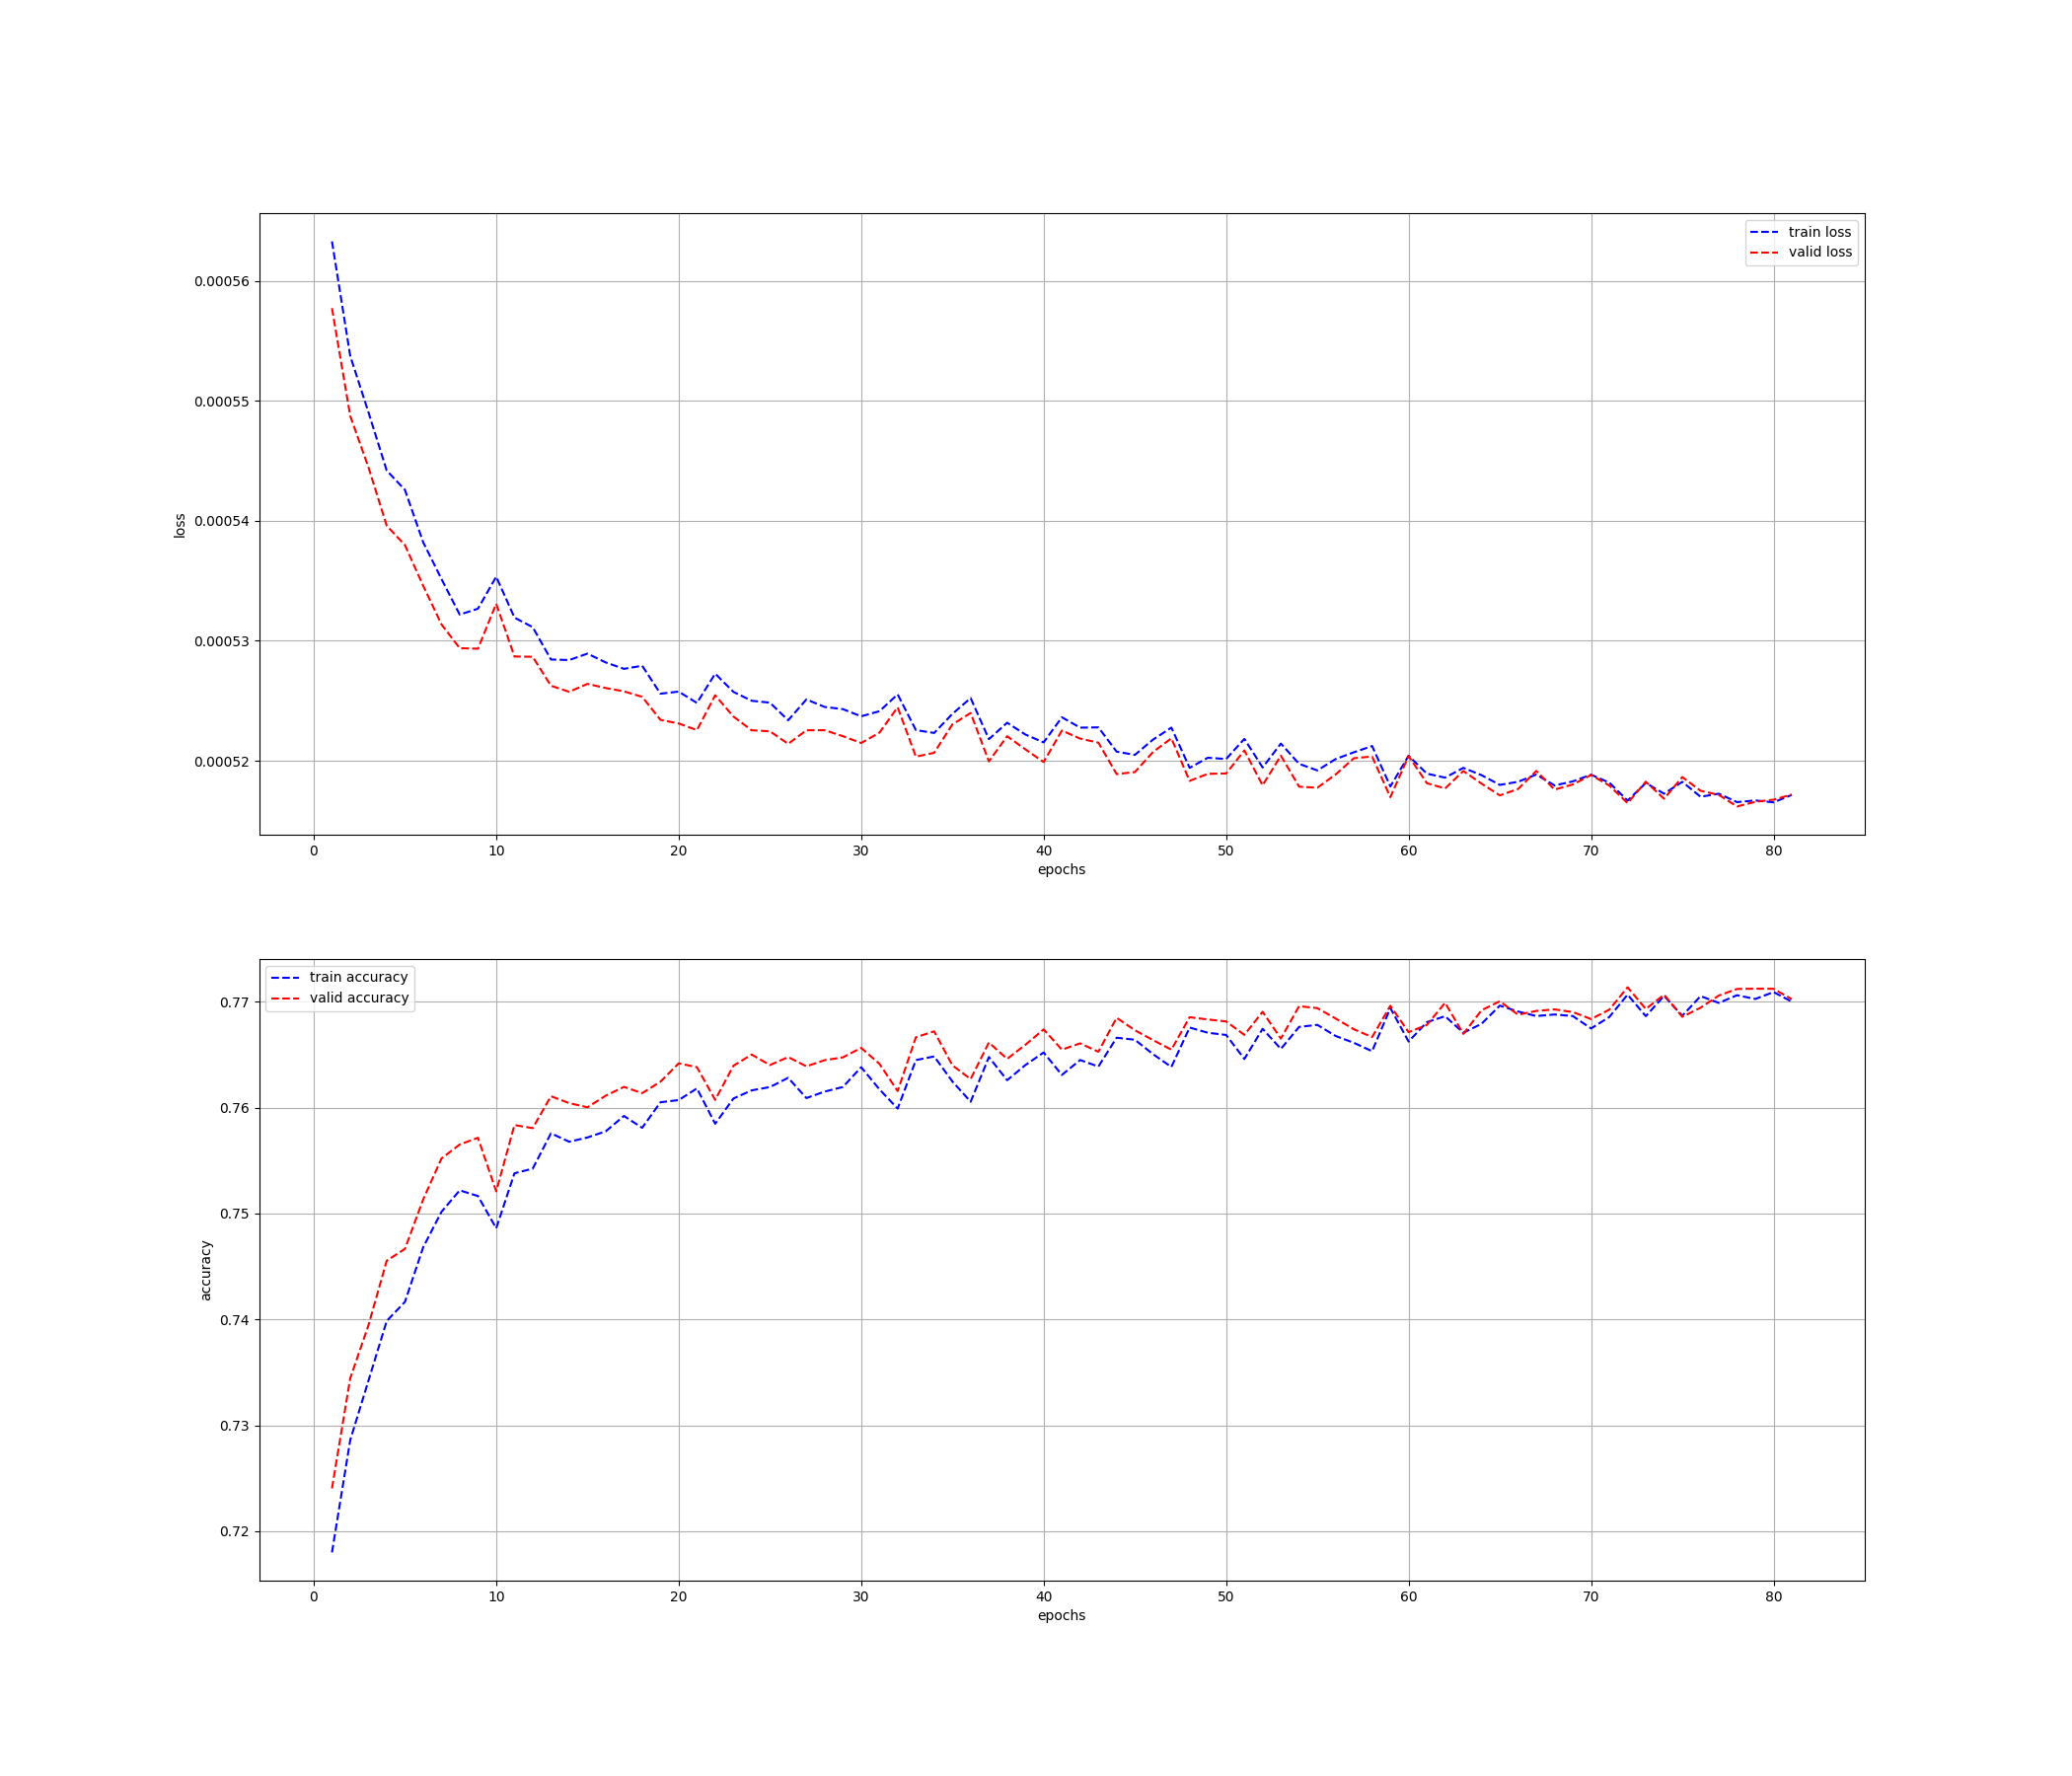 train loss
valid loss
0.00056
0.00055
0.00054
0.00053
0.00052
loss
0 10 20 30 40 50 60 70 80
epochs
train accuracy
valid accuracy
0.77
0.76
0.75
0.74
0.73
0.72
accuracy
0 10 20 30 40 50 60 70 80
epochs